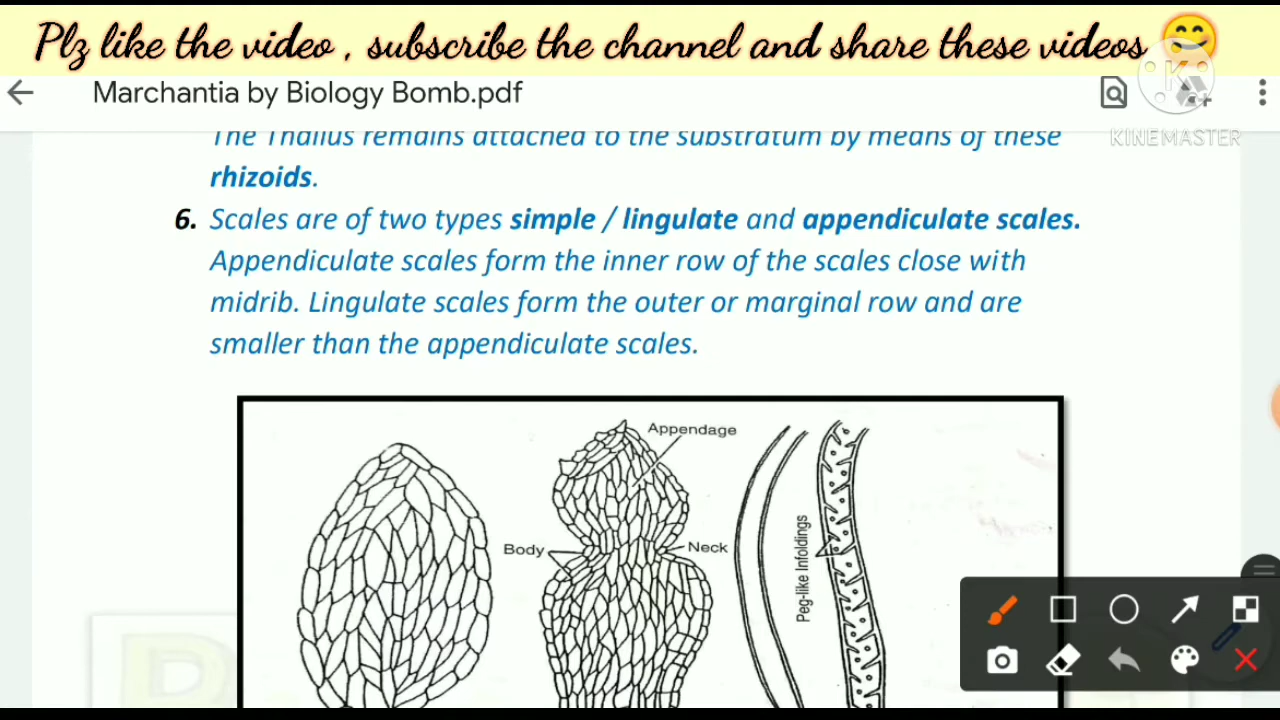 Plz like the video , subscribe the channel and share these videos
Marchantia by Biology Bomb.pdf
KINEMASTER
The Thallus remains attached to the substratum by means of these
rhizoids.
6. Scales are of two types simple / lingulate and appendiculate scales.
Appendiculate scales form the inner row of the scales close with
midrib. Lingulate scales form the outer or marginal row and are
smaller than the appendiculate scales.
Appendage
Body
Neck
Peg-like Infoldings